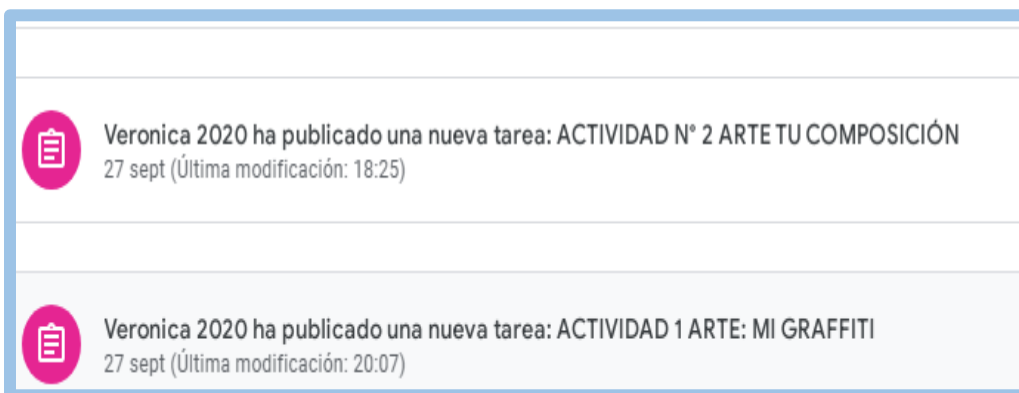 Veronica 2020 ha publicado una nueva tarea: ACTIVIDAD N° 2 ARTE TU COMPOSICIÓN
27 sept (Última modificación: 18:25)
Veronica 2020 ha publicado una nueva tarea: ACTIVIDAD 1 ARTE: MI GRAFFITI
27 sept (Última modificación: 20:07)